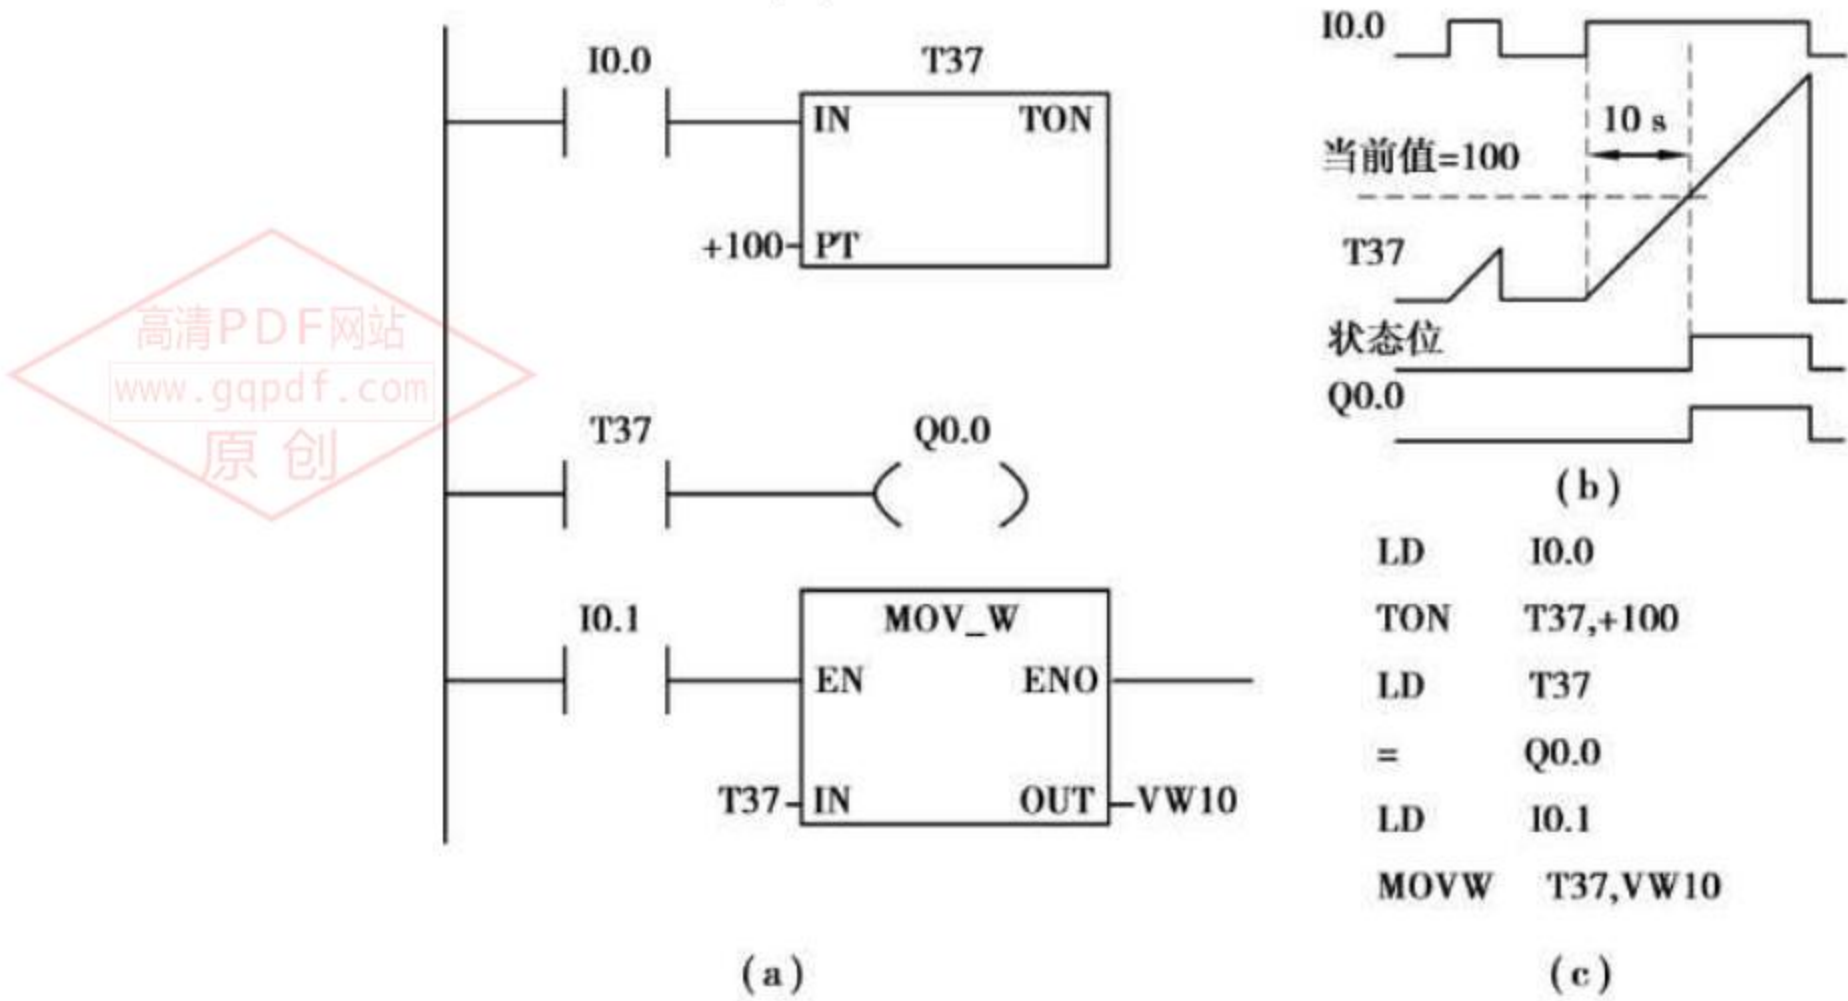 I0.0
T37
IN TON
+100 PT
T37
Q0.0
I0.1
MOV_W
EN ENO
T37 IN OUT VW10
(a)
I0.0
10 s
当前值=100
T37
状态位
Q0.0
(b)
LD I0.0
TON T37,+100
LD T37
= Q0.0
LD I0.1
MOVW T37,VW10
(c)
高清PDF网站
www.gqpdf.com
原创